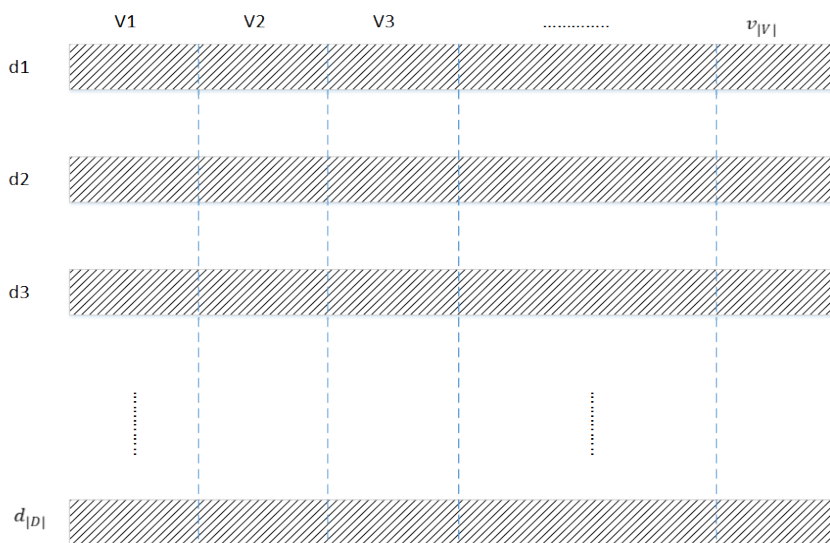 V1 V2 V3 .............. v|V|
d1
d2
d3
d|D|